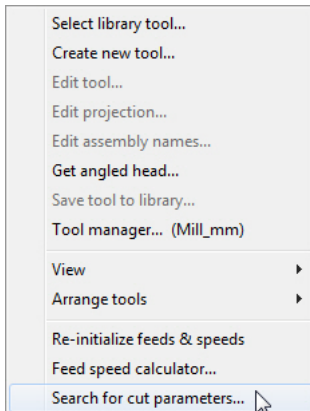 Select library tool...
Create new tool...
Edit tool...
Edit projection...
Edit assembly names...
Get angled head...
Save tool to library...
Tool manager... (Mill_mm)
View
Arrange tools
Re-initialize feeds & speeds
Feed speed calculator...
Search for cut parameters...